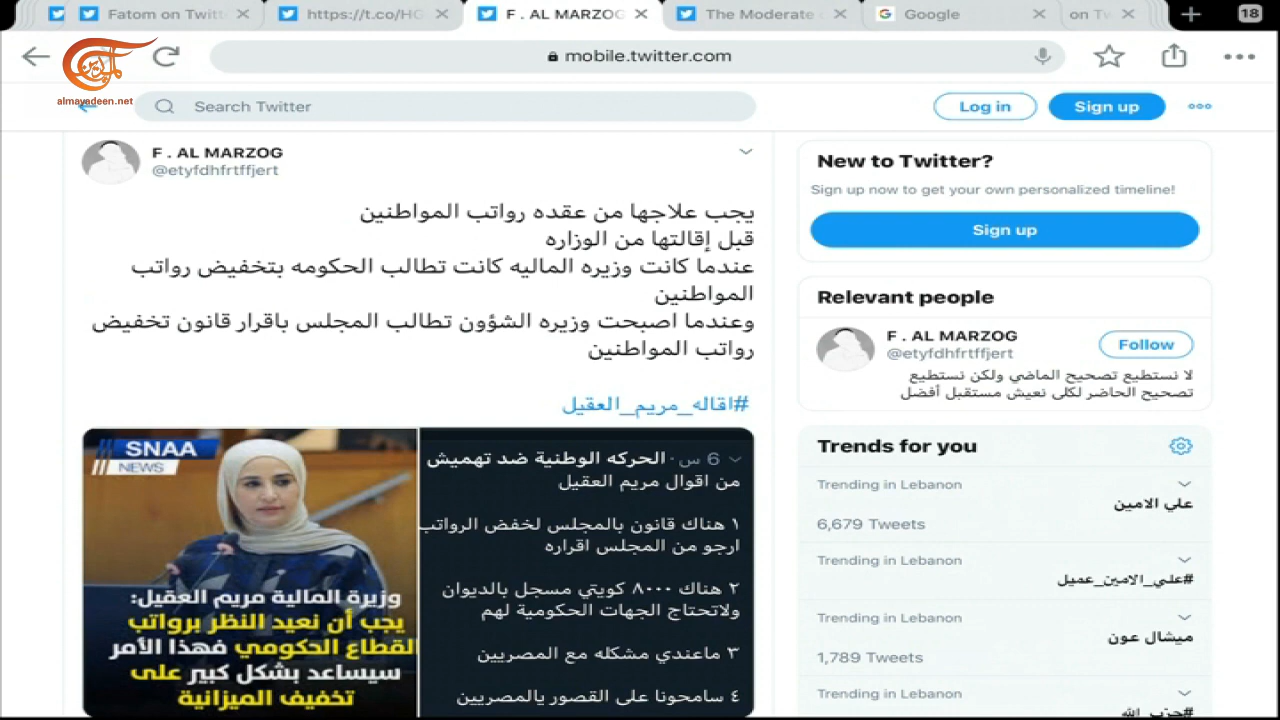 Fatom on Twitt
https://t.co/HG
F . AL MARZOG
The Moderate
Google
on Tw
18
mobile.twitter.com
almayadeen.net
Search Twitter
Log in
Sign up
F . AL MARZOG
@etyfdhfrtffjert
يجب علاجها من عقده رواتب المواطنين
قبل إقالتها من الوزاره
عندما كانت وزيره الماليه كانت تطالب الحكومه بتخفيض رواتب
المواطنين
وعندما اصبحت وزيره الشؤون تطالب المجلس باقرار قانون تخفيض
رواتب المواطنين
#اقاله_مريم_العقيل
SNAA
NEWS
وزيرة المالية مريم العقيل:
يجب أن نعيد النظر برواتب
القطاع الحكومي فهذا الأمر
سيساعد بشكل كبير على
تخفيف الميزانية
الحركه الوطنية ضد تهميش · 6 س
من اقوال مريم العقيل
١ هناك قانون بالمجلس لخفض الرواتب
ارجو من المجلس اقراره
٢ هناك ٨٠٠٠ كويتي مسجل بالديوان
ولاتحتاج الجهات الحكومية لهم
٣ ماعندي مشكله مع المصريين
٤ سامحونا على القصور يالمصريين
New to Twitter?
Sign up now to get your own personalized timeline!
Sign up
Relevant people
F . AL MARZOG
@etyfdhfrtffjert
Follow
لا نستطيع تصحيح الماضي ولكن نستطيع
تصحيح الحاضر لكلى نعيش مستقبل أفضل
Trends for you
Trending in Lebanon
علي الامين
6,679 Tweets
Trending in Lebanon
#علي_الامين_عميل
Trending in Lebanon
ميشال عون
1,789 Tweets
Trending in Lebanon
#حزب_الله